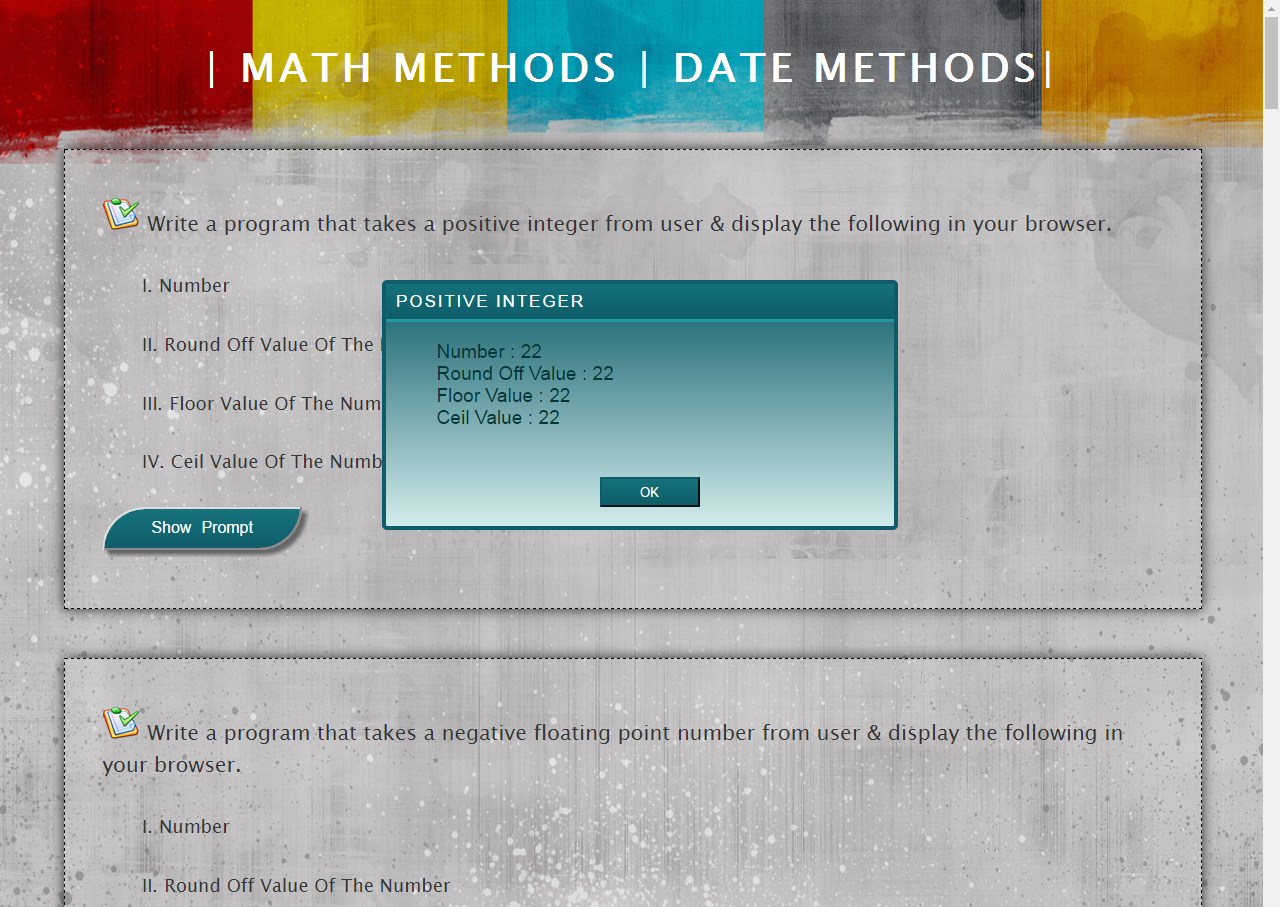 | MATH METHODS | DATE METHODS|
Write a program that takes a positive integer from user & display the following in your browser.
I. Number
II. Round Off Value Of The
III. Floor Value Of The Num
IV. Ceil Value Of The Numb
POSITIVE INTEGER
Number : 22
Round Off Value : 22
Floor Value : 22
Ceil Value : 22
OK
Show Prompt
Write a program that takes a negative floating point number from user & display the following in
your browser.
I. Number
II. Round Off Value Of The Number